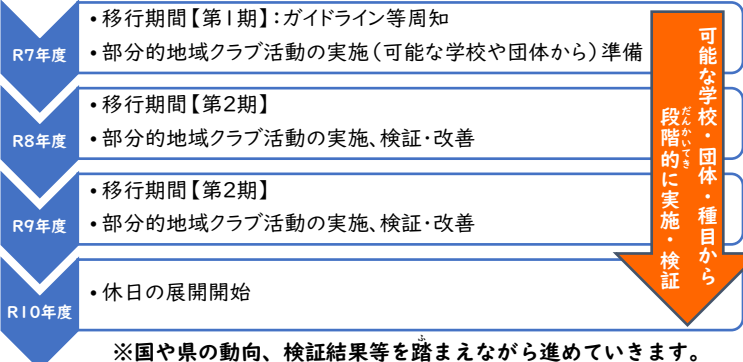 R7年度
・移行期間【第1期】：ガイドライン等周知
・部分的地域クラブ活動の実施（可能な学校や団体から）準備
R8年度
・移行期間【第2期】
・部分的地域クラブ活動の実施、検証・改善
R9年度
・移行期間【第2期】
・部分的地域クラブ活動の実施、検証・改善
R10年度
・休日の展開開始
可能な学校・団体・種目から
だんかいてき
段階的に実施・検証
ふ
※国や県の動向、検証結果等を踏まえながら進めていきます。